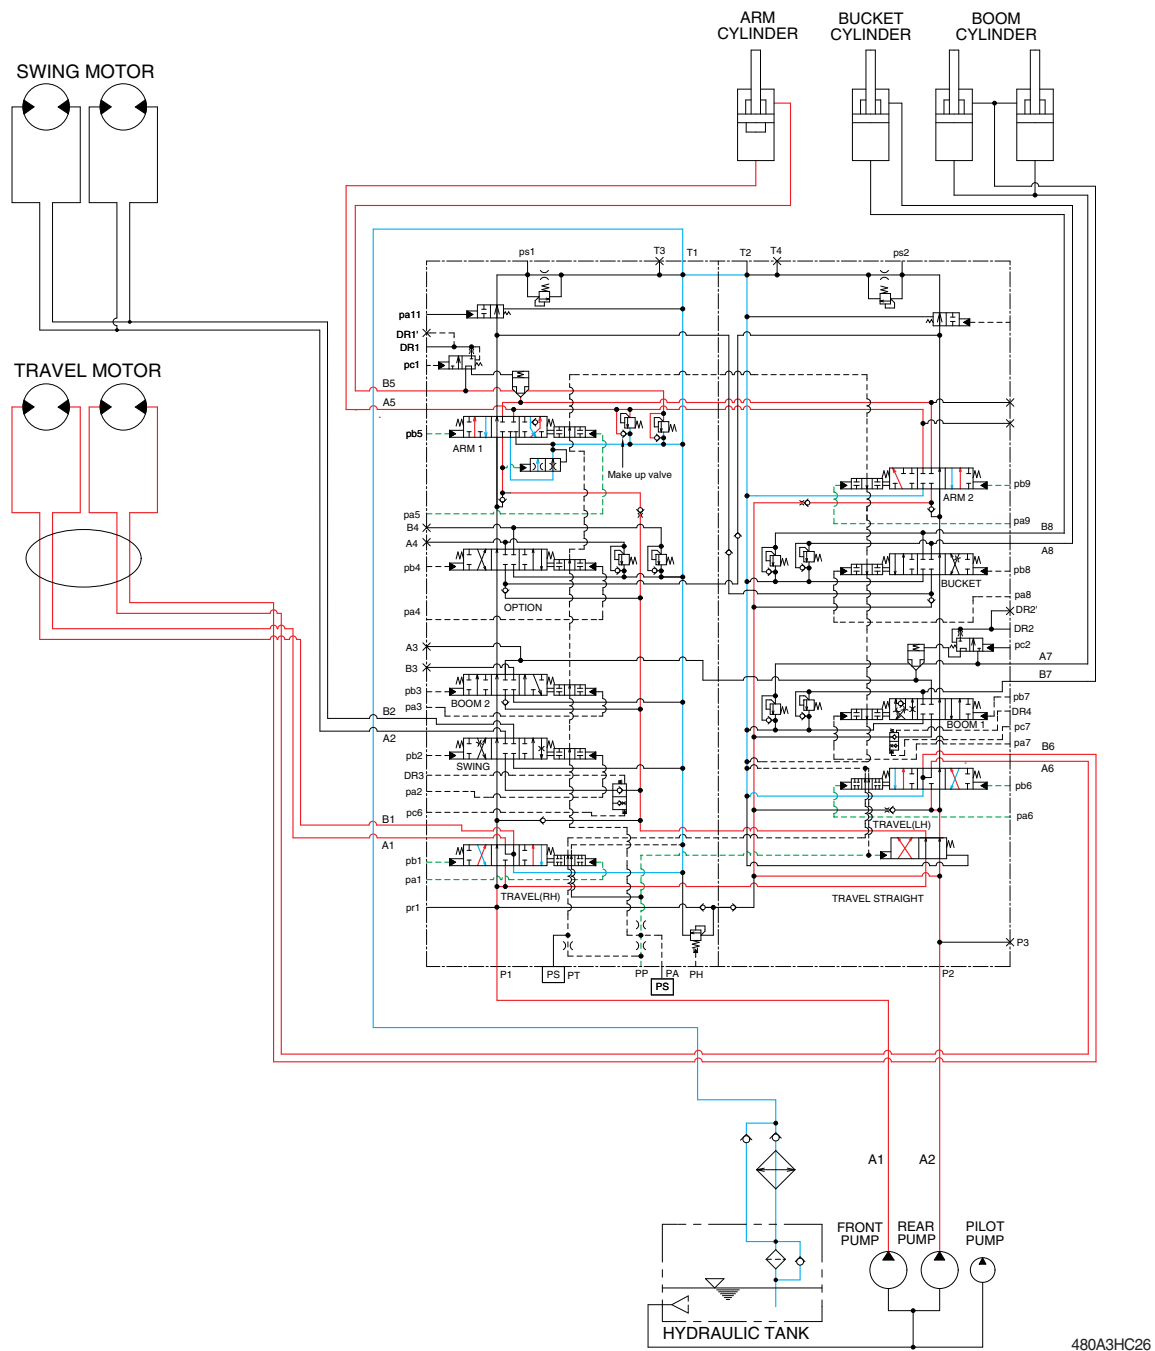 ARM
CYLINDER
BUCKET
CYLINDER
BOOM
CYLINDER
SWING MOTOR
TRAVEL MOTOR
ps1
T3
T1
T2
T4
ps2
pa11
DR1'
DR1
pc1
B5
A5
pb5
ARM 1
Make up valve
ARM 2
pb9
pa5
pa9
B4
B8
A4
A8
pb4
pb8
BUCKET
OPTION
pa8
pa4
DR2'
DR2
A3
pc2
A7
B3
B7
pb3
pb7
BOOM 2
pa3
DR4
B2
BOOM 1
pc7
A2
pa7
B6
pb2
SWING
A6
DR3
pb6
pa2
pc6
pa6
B1
TRAVEL(LH)
A1
pb1
pa1
TRAVEL(RH)
TRAVEL STRAIGHT
pr1
P3
P1
PS
PT
PP
PA
PH
P2
PS
A1
A2
FRONT
PUMP
REAR
PUMP
PILOT
PUMP
HYDRAULIC TANK
480A3HC26